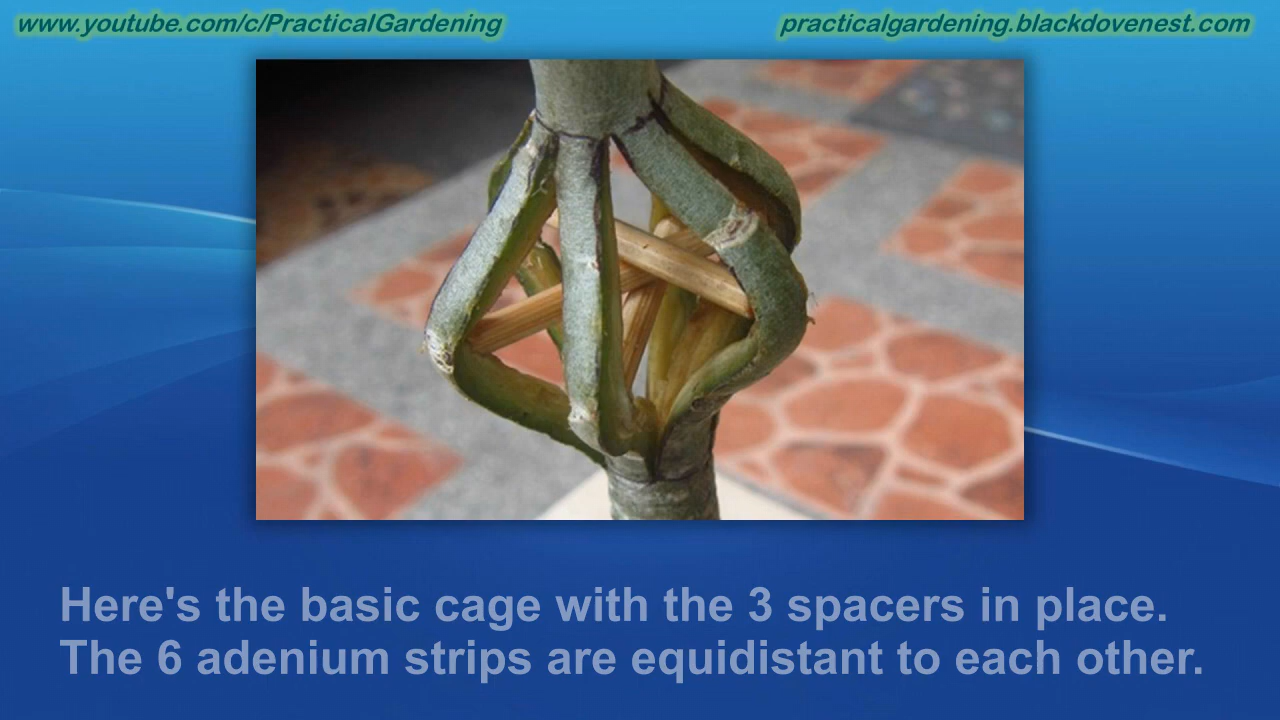 www.youtube.com/c/PracticalGardening
practicalgardening.blackdovenest.com
Here's the basic cage with the 3 spacers in place.
The 6 adenium strips are equidistant to each other.